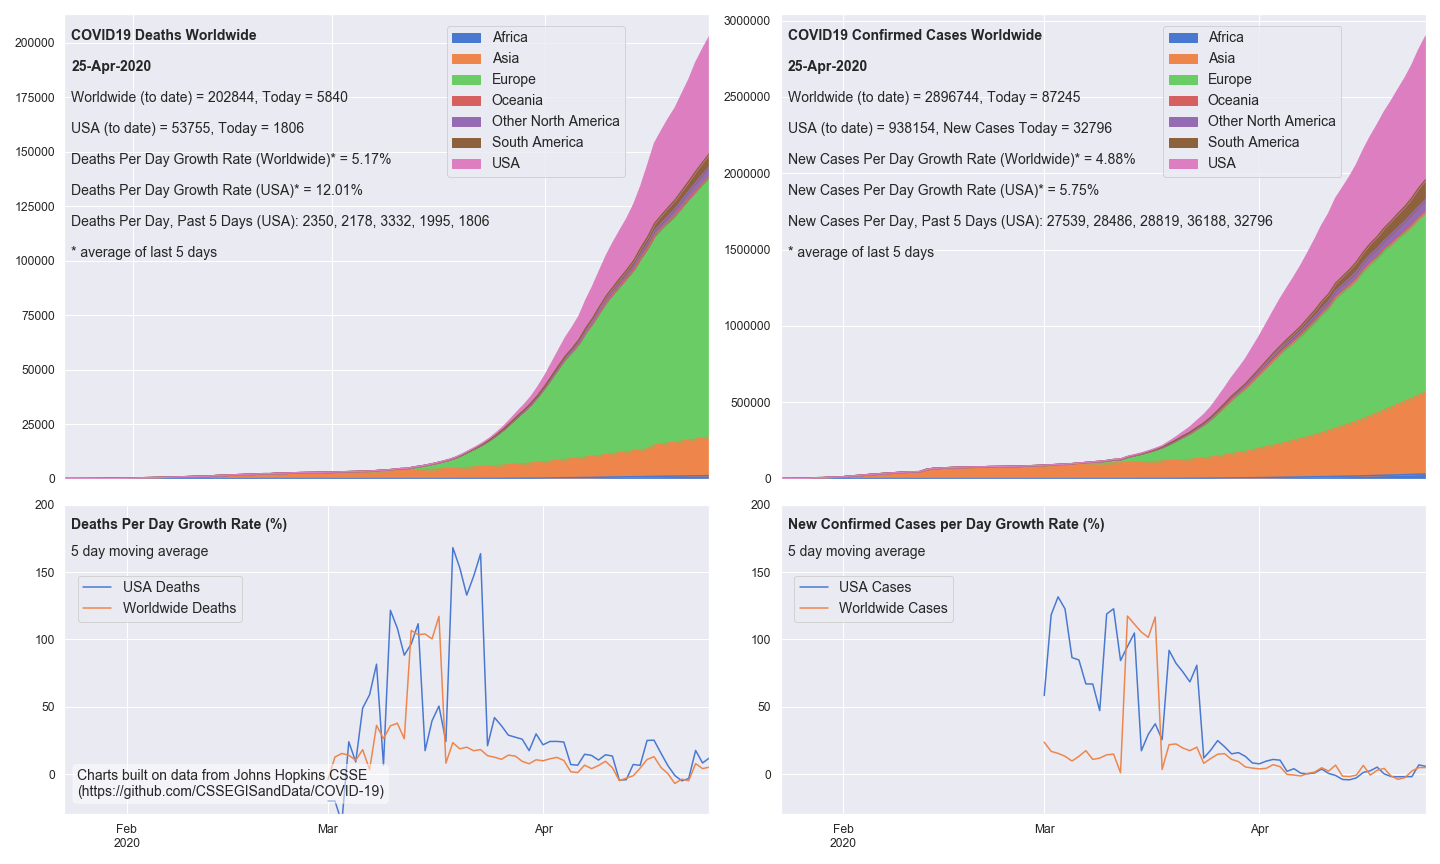 COVID19 Deaths Worldwide
25-Apr-2020
Worldwide (to date) = 202844, Today = 5840
USA (to date) = 53755, Today = 1806
Deaths Per Day Growth Rate (Worldwide)* = 5.17%
Deaths Per Day Growth Rate (USA)* = 12.01%
Deaths Per Day, Past 5 Days (USA): 2350, 2178, 3332, 1995, 1806
* average of last 5 days
Africa
Asia
Europe
Oceania
Other North America
South America
USA
200000
175000
150000
125000
100000
75000
50000
25000
0
COVID19 Confirmed Cases Worldwide
25-Apr-2020
Worldwide (to date) = 2896744, Today = 87245
USA (to date) = 938154, New Cases Today = 32796
New Cases Per Day Growth Rate (Worldwide)* = 4.88%
New Cases Per Day Growth Rate (USA)* = 5.75%
New Cases Per Day, Past 5 Days (USA): 27539, 28486, 28819, 36188, 32796
* average of last 5 days
Africa
Asia
Europe
Oceania
Other North America
South America
USA
3000000
2500000
2000000
1500000
1000000
500000
0
Deaths Per Day Growth Rate (%)
5 day moving average
USA Deaths
Worldwide Deaths
200
150
100
50
0
Charts built on data from Johns Hopkins CSSE
(https://github.com/CSSEGISandData/COVID-19)
Feb
2020
Mar
Apr
New Confirmed Cases per Day Growth Rate (%)
5 day moving average
USA Cases
Worldwide Cases
200
150
100
50
0
Feb
2020
Mar
Apr